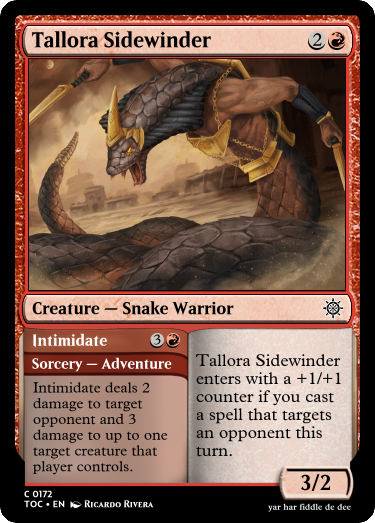 Tallora Sidewinder 2
Creature — Snake Warrior
Intimidate 3
Sorcery — Adventure
Intimidate deals 2
damage to target
opponent and 3
damage to up to one
target creature that
player controls.
Tallora Sidewinder
enters with a +1/+1
counter if you cast
a spell that targets
an opponent this
turn.
3/2
C 0172
TOC • EN Ricardo Rivera
yar har fiddle de dee